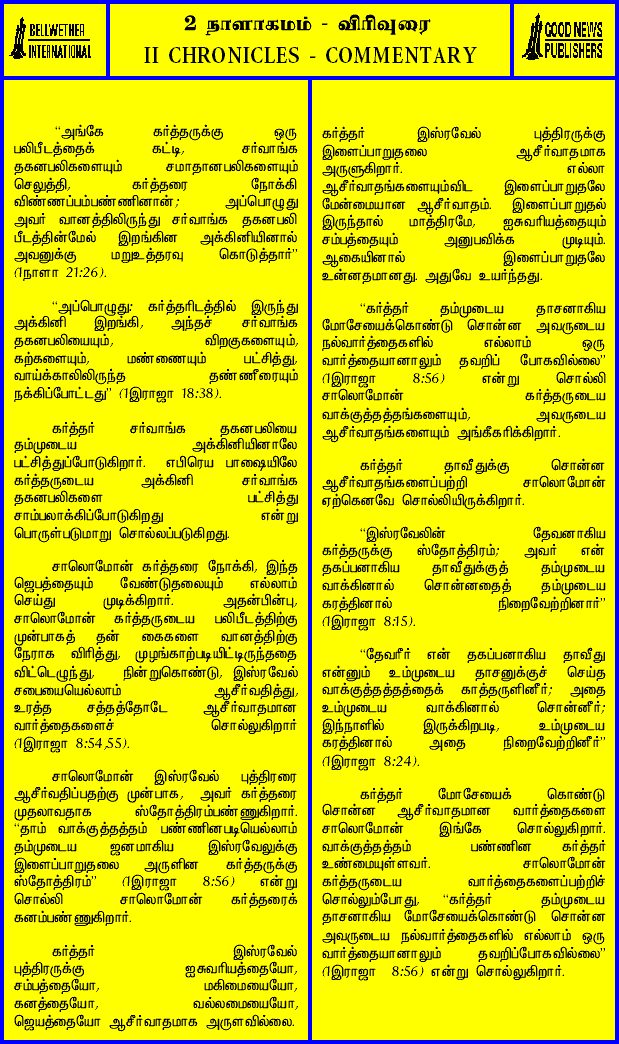 BELLWETHER
INTERNATIONAL
2 நாளாகமம் - விரிவுரை
II CHRONICLES - COMMENTARY
GOOD NEWS
PUBLISHERS
“அங்கே கர்த்தருக்கு ஒரு
பலிபீடத்தைக் கட்டி, சர்வாங்க
தகனபலிகளையும் சமாதானபலிகளையும்
செலுத்தி, கர்த்தரை நோக்கி
விண்ணப்பம்பண்ணினான்; அப்பொழுது
அவர் வானத்திலிருந்து சர்வாங்க தகனபலி
பீடத்தின்மேல் இறங்கின அக்கினியினால்
அவனுக்கு மறுஉத்தரவு கொடுத்தார்”
(1நாளா 21:26).
“அப்பொழுது: கர்த்தரிடத்தில் இருந்து
அக்கினி இறங்கி, அந்தச் சர்வாங்க
தகனபலியையும், விறகுகளையும்,
கற்களையும், மண்ணையும் பட்சித்து,
வாய்க்காலிலிருந்த தண்ணீரையும்
நக்கிப்போட்டது” (1இராஜா 18:38).
கர்த்தர் சர்வாங்க தகனபலியை
தம்முடைய அக்கினியினாலே
பட்சித்துப்போடுகிறார். எபிரெய பாஷையிலே
கர்த்தருடைய அக்கினி சர்வாங்க
தகனபலிகளை பட்சித்து
சாம்பலாக்கிப்போடுகிறது என்று
பொருள்படுமாறு சொல்லப்படுகிறது.
சாலொமோன் கர்த்தரை நோக்கி, இந்த
ஜெபத்தையும் வேண்டுதலையும் எல்லாம்
செய்து முடிக்கிறார். அதன்பின்பு,
சாலொமோன் கர்த்தருடைய பலிபீடத்திற்கு
முன்பாகத் தன் கைகளை வானத்திற்கு
நேராக விரித்து, முழங்காற்படியிட்டிருந்ததை
விட்டெழுந்து, நின்றுகொண்டு, இஸ்ரவேல்
சபையையெல்லாம் ஆசீர்வதித்து,
உரத்த சத்தத்தோடே ஆசீர்வாதமான
வார்த்தைகளைச் சொல்லுகிறார்
(1இராஜா 8:54,55).
சாலொமோன் இஸ்ரவேல் புத்திரரை
ஆசீர்வதிப்பதற்கு முன்பாக, அவர் கர்த்தரை
முதலாவதாக ஸ்தோத்திரம்பண்ணுகிறார்.
“தாம் வாக்குத்தத்தம் பண்ணினபடியெல்லாம்
தம்முடைய ஜனமாகிய இஸ்ரவேலுக்கு
இளைப்பாறுதலை அருளின கர்த்தருக்கு
ஸ்தோத்திரம்” (1இராஜா 8:56) என்று
சொல்லி சாலொமோன் கர்த்தரைக்
கனம்பண்ணுகிறார்.
கர்த்தர் இஸ்ரவேல்
புத்திரருக்கு ஐசுவரியத்தையோ,
சம்பத்தையோ, மகிமையையோ,
கனத்தையோ, வல்லமையையோ,
ஜெயத்தையோ ஆசீர்வாதமாக அருளவில்லை.
கர்த்தர் இஸ்ரவேல் புத்திரருக்கு
இளைப்பாறுதலை ஆசீர்வாதமாக
அருளுகிறார். எல்லா
ஆசீர்வாதங்களையும்விட இளைப்பாறுதலே
மேன்மையான ஆசீர்வாதம். இளைப்பாறுதல்
இருந்தால் மாத்திரமே, ஐசுவரியத்தையும்
சம்பத்தையும் அனுபவிக்க முடியும்.
ஆகையினால் இளைப்பாறுதலே
உன்னதமானது. அதுவே உயர்ந்தது.
“கர்த்தர் தம்முடைய தாசனாகிய
மோசேயைக்கொண்டு சொன்ன அவருடைய
நல்வார்த்தைகளில் எல்லாம் ஒரு
வார்த்தையானாலும் தவறிப் போகவில்லை”
(1இராஜா 8:56) என்று சொல்லி
சாலொமோன் கர்த்தருடைய
வாக்குத்தத்தங்களையும், அவருடைய
ஆசீர்வாதங்களையும் அங்கீகரிக்கிறார்.
கர்த்தர் தாவீதுக்கு சொன்ன
ஆசீர்வாதங்களைப்பற்றி சாலொமோன்
ஏற்கெனவே சொல்லியிருக்கிறார்.
“இஸ்ரவேலின் தேவனாகிய
கர்த்தருக்கு ஸ்தோத்திரம்; அவர் என்
தகப்பனாகிய தாவீதுக்குத் தம்முடைய
வாக்கினால் சொன்னதைத் தம்முடைய
கரத்தினால் நிறைவேற்றினார்”
(1இராஜா 8:15).
“தேவரீர் என் தகப்பனாகிய தாவீது
என்னும் உம்முடைய தாசனுக்குச் செய்த
வாக்குத்தத்தத்தைக் காத்தருளினீர்; அதை
உம்முடைய வாக்கினால் சொன்னீர்;
இந்நாளில் இருக்கிறபடி, உம்முடைய
கரத்தினால் அதை நிறைவேற்றினீர்”
(1இராஜா 8:24).
கர்த்தர் மோசேயைக் கொண்டு
சொன்ன ஆசீர்வாதமான வார்த்தைகளை
சாலொமோன் இங்கே சொல்லுகிறார்.
வாக்குத்தத்தம் பண்ணின கர்த்தர்
உண்மையுள்ளவர். சாலொமோன்
கர்த்தருடைய வார்த்தைகளைப்பற்றிச்
சொல்லும்போது, “கர்த்தர் தம்முடைய
தாசனாகிய மோசேயைக்கொண்டு சொன்ன
அவருடைய நல்வார்த்தைகளில் எல்லாம் ஒரு
வார்த்தையானாலும் தவறிப்போகவில்லை”
(1இராஜா 8:56) என்று சொல்லுகிறார்.